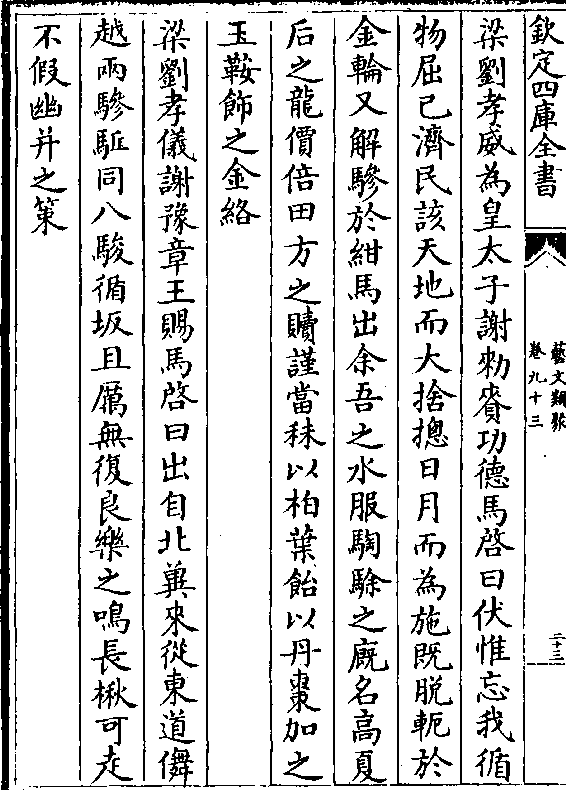 欽定四庫全書
藝文類聚
卷九十三
二十三
梁劉孝威為皇太子謝勅賚功德馬啓曰伏惟忘我循
物屈己濟民該天地而大捨摠日月而為施既脱軛於
金輪又解驂於紺馬出余吾之水服騊駼之廐名高夏
后之龍價倍田方之贖謹當秣以柏葉飴以丹棗加之
玉鞍飾之金絡
梁劉孝儀謝豫章王賜馬啓曰出自北冀來從東道儛
越兩驂駈同八駿循坂且厲無復良樂之鳴長楸可走
不假幽并之策